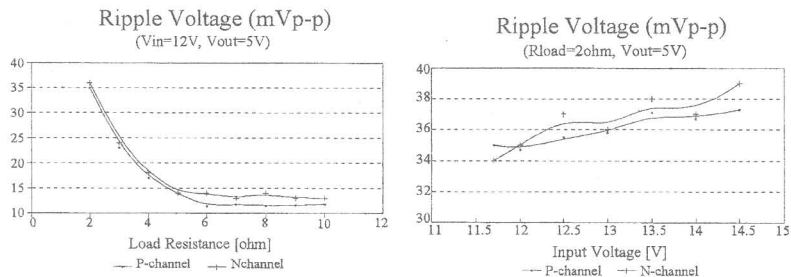 Ripple Voltage (mVp-p)
(Vin=12V, Vout=5V)
40
35
30
25
20
15
10
0 2 4 6 8 10 12
Load Resistance [ohm]
P-channel Nchannel
Ripple Voltage (mVp-p)
(Rload=2ohm, Vout=5V)
40
38
36
34
32
30
11 11.5 12 12.5 13 13.5 14 14.5 15
Input Voltage [V]
P-channel N-channel